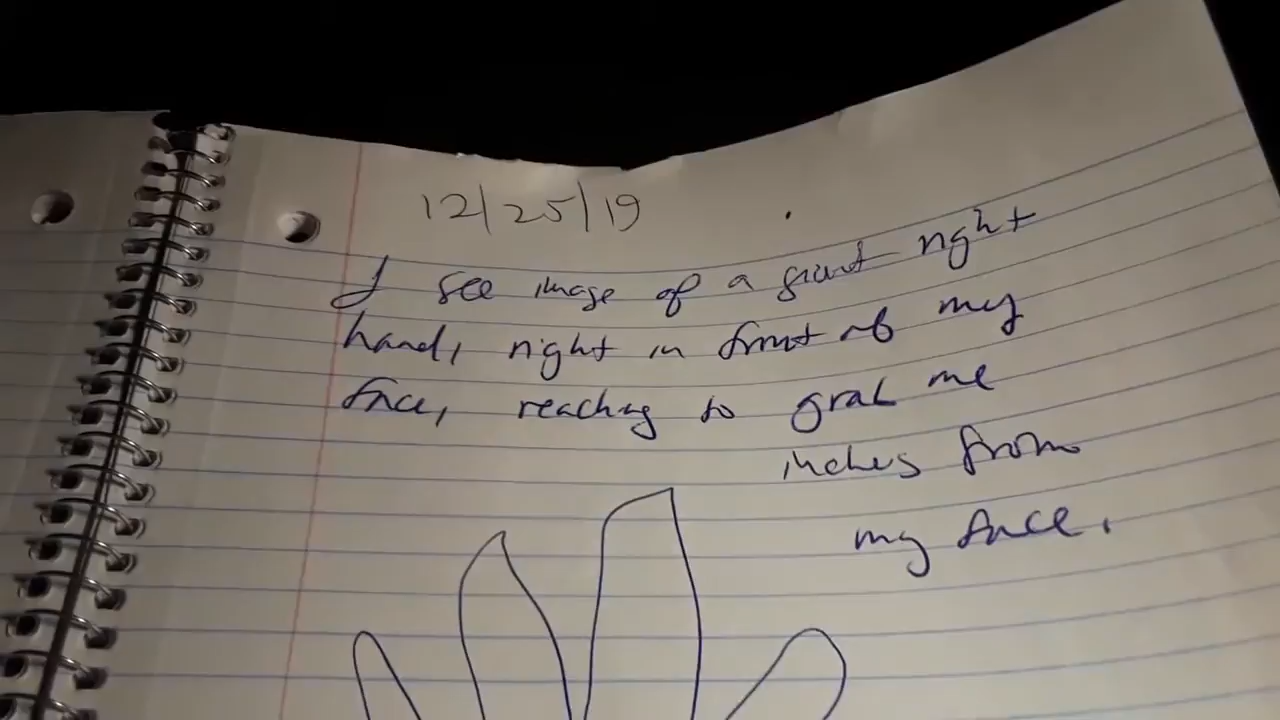 12/25/19
I see image of a giant right
hand, right in front of my
face, reaching to grab me
inches from
my face.